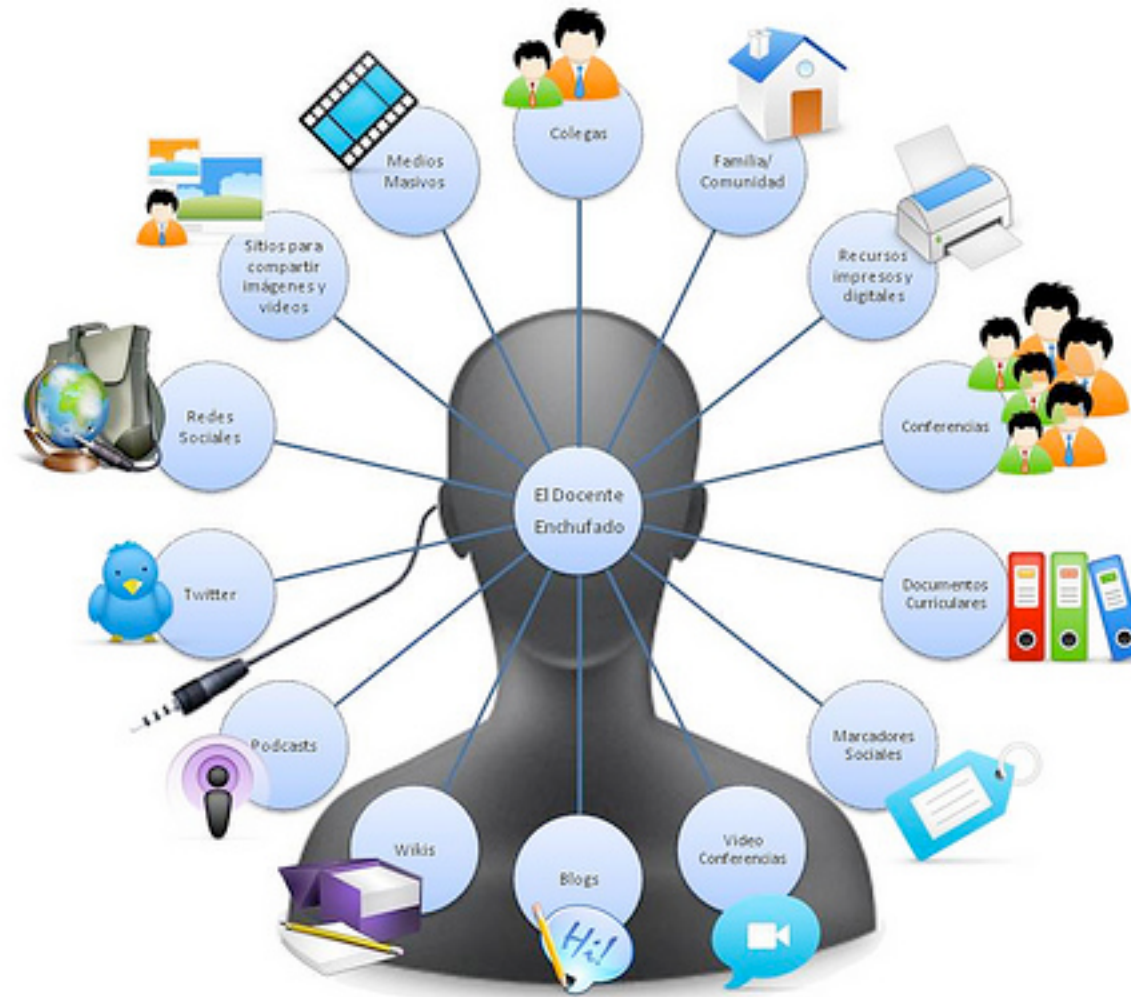 Colegas
Medios
Masivos
Familia/
Comunidad
Sitios para
compartir
imágenes y
videos
Recursos
impresos y
digitales
Redes
Sociales
Conferencias
El Docente
Enchufado
Twitter
Documentos
Curriculares
Podcasts
Marcadores
Sociales
Wikis
Blogs
Video
Conferencias
Hi!